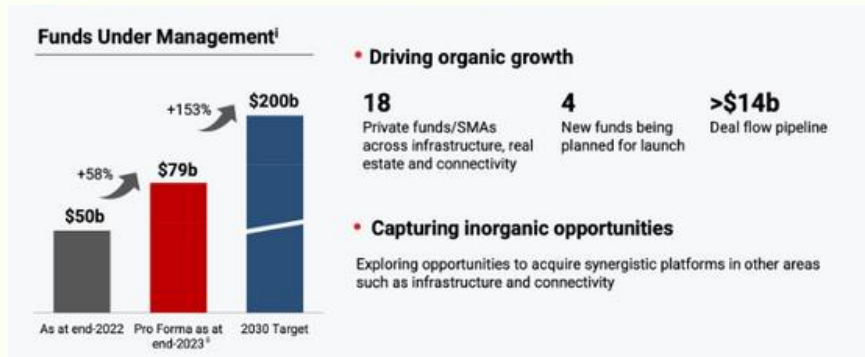 Funds Under Managementⁱ
+153%
$200b
+58%
$79b
$50b
As at end-2022
Pro Forma as at
end-2023ⁱⁱ
2030 Target
• Driving organic growth
18
Private funds/SMAs
across infrastructure, real
estate and connectivity
4
New funds being
planned for launch
>$14b
Deal flow pipeline
• Capturing inorganic opportunities
Exploring opportunities to acquire synergistic platforms in other areas
such as infrastructure and connectivity